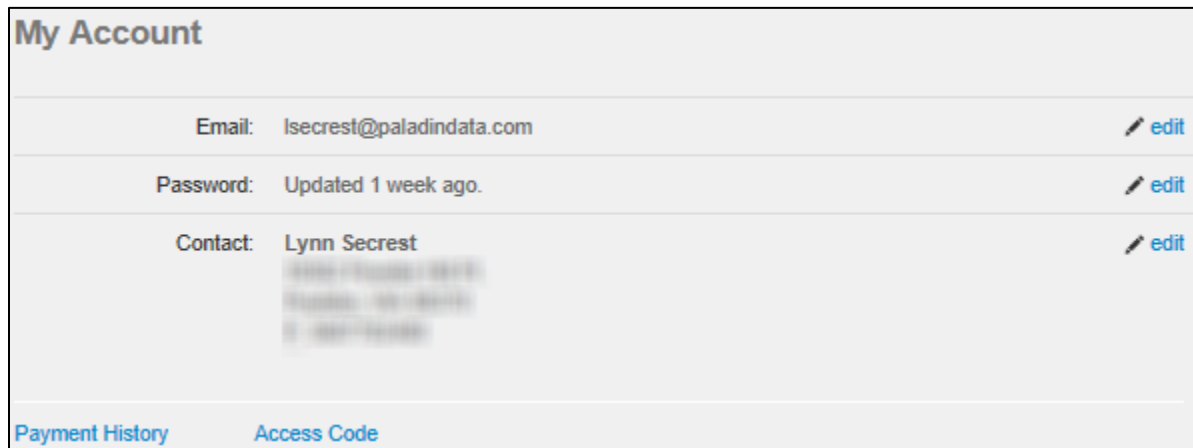 My Account
Email: lsecrest@paladindata.com edit
Password: Updated 1 week ago. edit
Contact: Lynn Secrest edit
Payment History Access Code